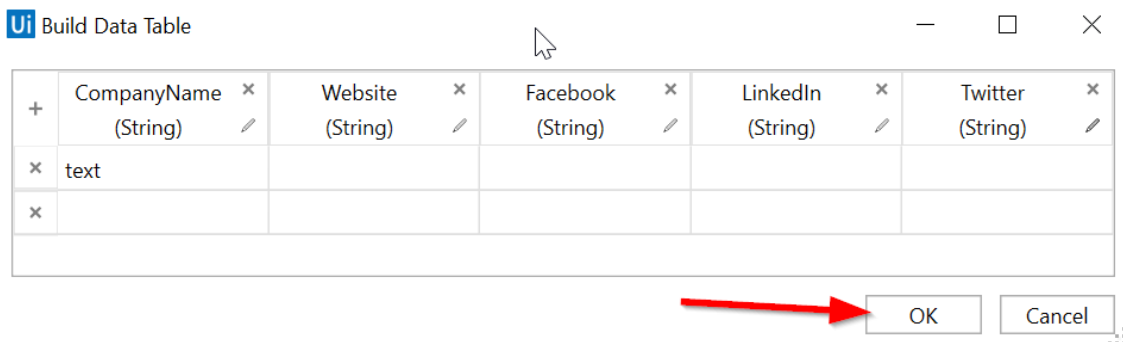 Ui Build Data Table
CompanyName Website Facebook LinkedIn Twitter
(String) (String) (String) (String) (String)
text
OK Cancel